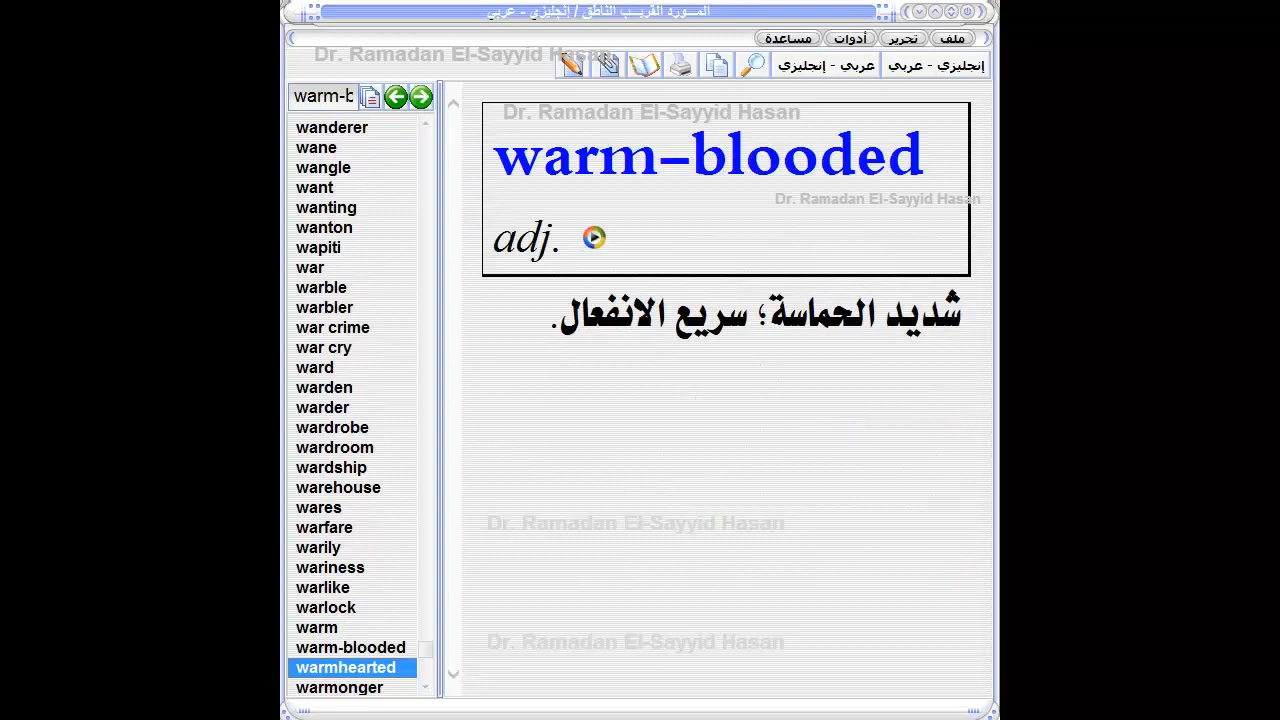 المـــورد القريـــب الناطق / إنجليزي - عربي
ملف تحرير أدوات مساعدة
Dr. Ramadan El-Sayyid Hasan
إنجليزي - عربي عربي - إنجليزي
warm-b
wanderer
wane
wangle
want
wanting
wanton
wapiti
war
warble
warbler
war crime
war cry
ward
warden
warder
wardrobe
wardroom
wardship
warehouse
wares
warfare
warily
wariness
warlike
warlock
warm
warm-blooded
warmhearted
warmonger
Dr. Ramadan El-Sayyid Hasan
warm-blooded
Dr. Ramadan El-Sayyid Hasan
adj.
شديد الحماسة؛ سريع الانفعال.
Dr. Ramadan El-Sayyid Hasan
Dr. Ramadan El-Sayyid Hasan